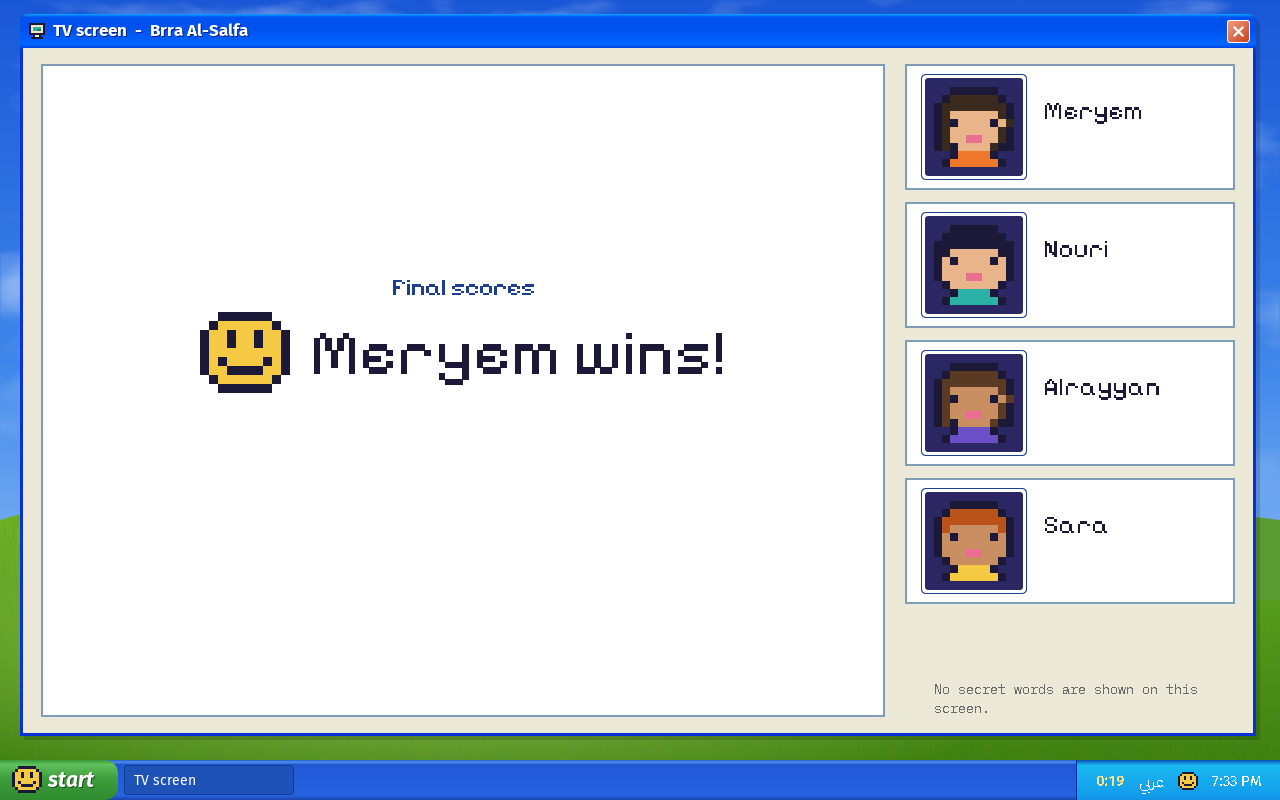 TV screen - Brra Al-Salfa
Final scores
Meryem wins!
Meryem
Nouri
Alrayyan
Sara
No secret words are shown on this
screen.
start
TV screen
0:19
عربي
7:33 PM